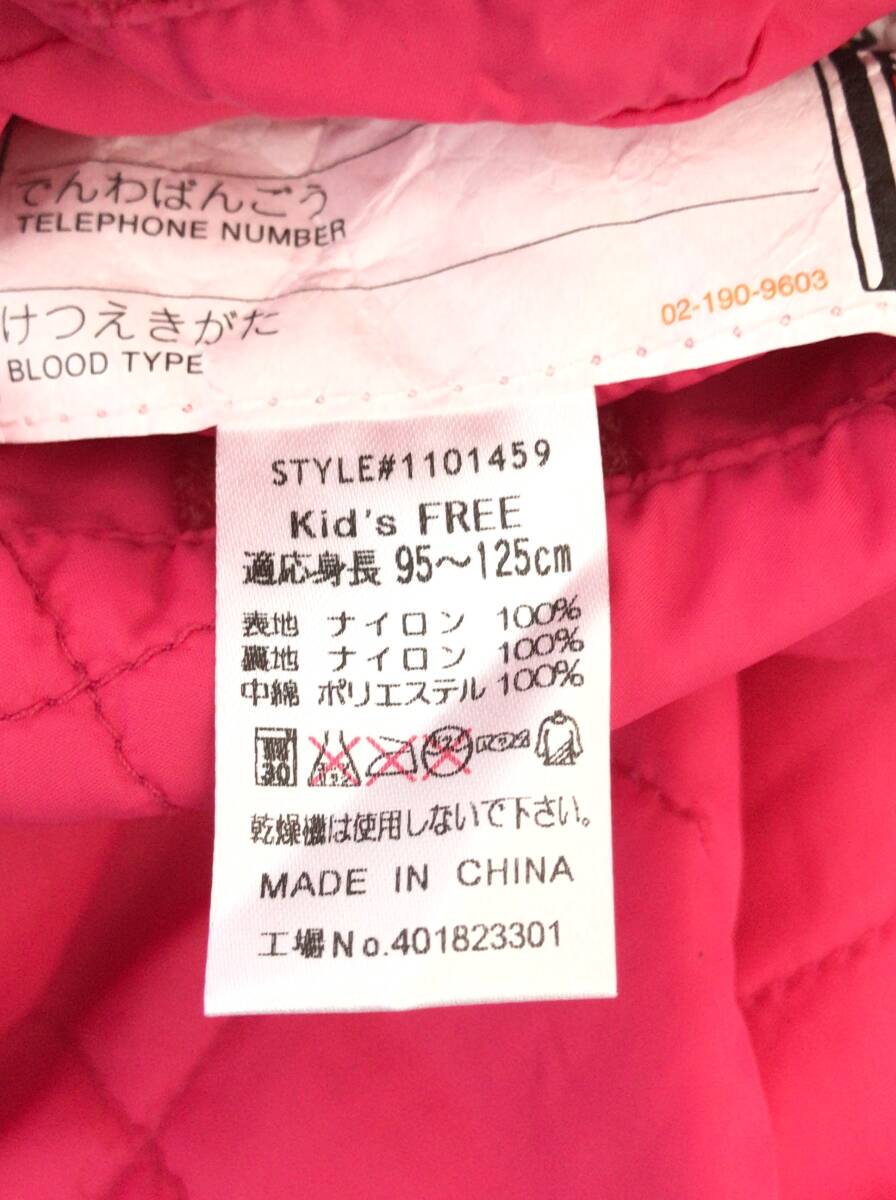 でんわばんごう
TELEPHONE NUMBER
けつえきがた
BLOOD TYPE
02-190-9603
STYLE#1101459
Kid's FREE
適応身長 95～125cm
表地 ナイロン 100%
裏地 ナイロン 100%
中綿 ポリエステル 100%
30
乾燥機は使用しないで下さい。
MADE IN CHINA
工場No.401823301